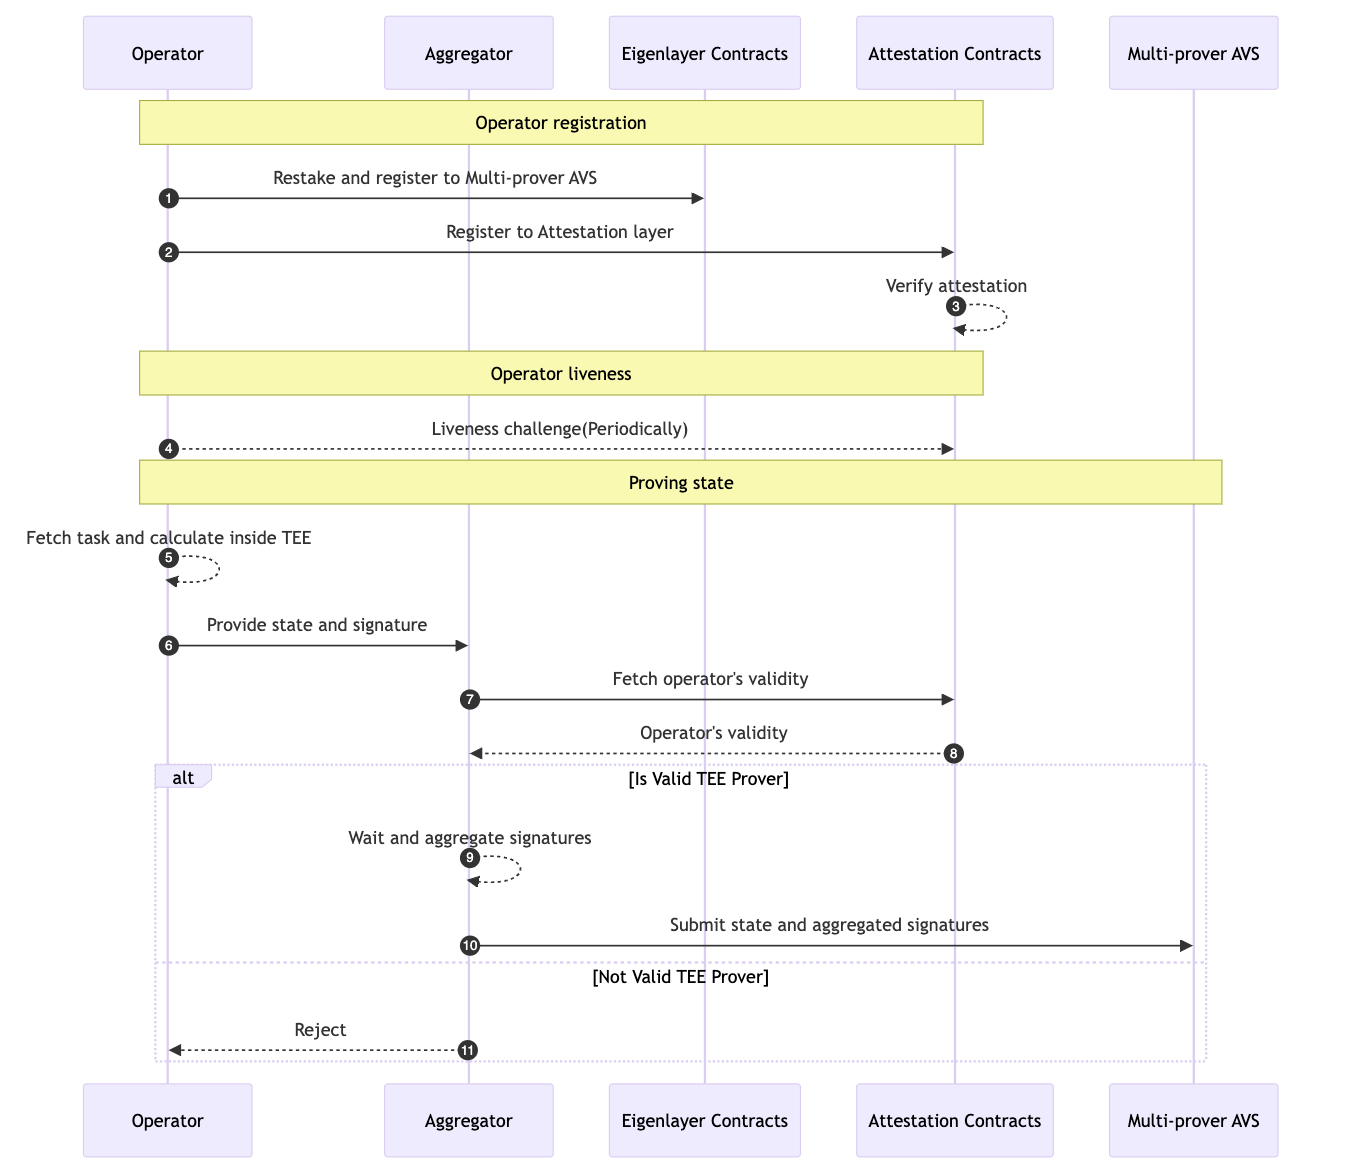 Operator
Aggregator
Eigenlayer Contracts
Attestation Contracts
Multi-prover AVS
Operator registration
Restake and register to Multi-prover AVS
1
Register to Attestation layer
2
Verify attestation
3
Operator liveness
Liveness challenge(Periodically)
4
Proving state
Fetch task and calculate inside TEE
5
Provide state and signature
6
Fetch operator's validity
7
Operator's validity
8
alt
[Is Valid TEE Prover]
Wait and aggregate signatures
9
Submit state and aggregated signatures
10
[Not Valid TEE Prover]
Reject
11
Operator
Aggregator
Eigenlayer Contracts
Attestation Contracts
Multi-prover AVS